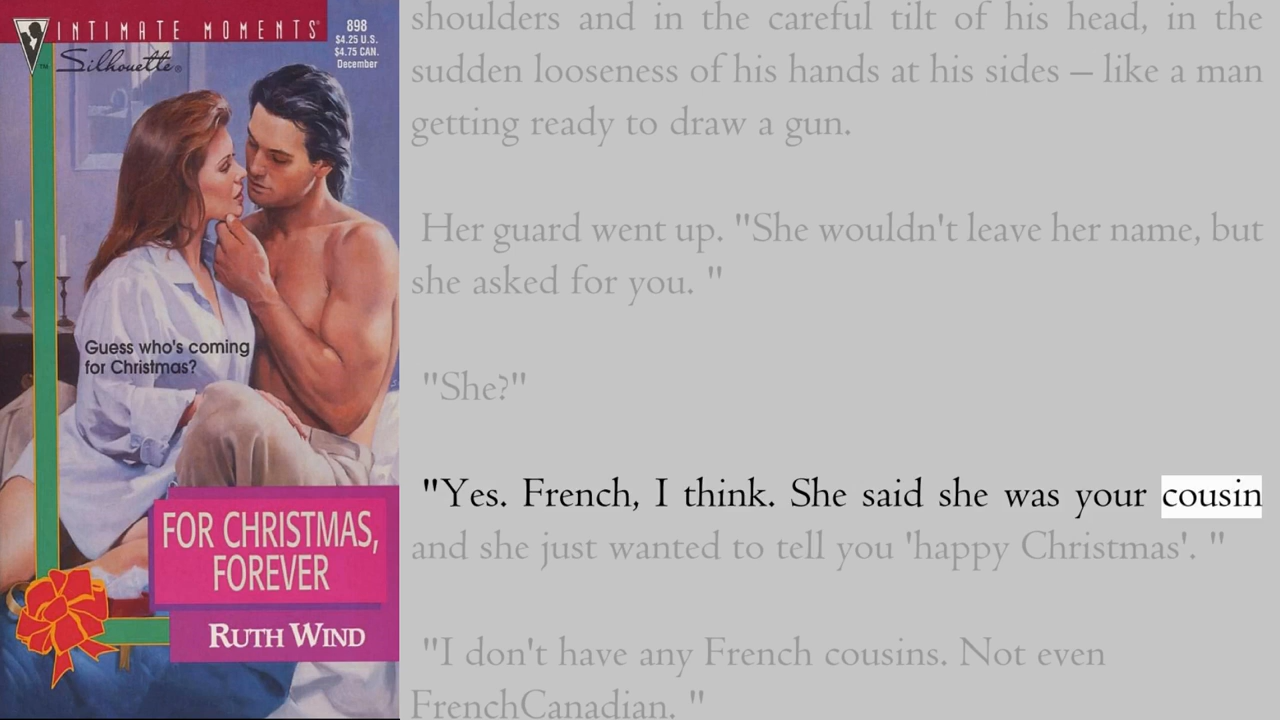 INTIMATE MOMENTS®
898
$4.25 U.S.
$4.75 CAN.
December
™
Silhouette®
Guess who's coming
for Christmas?
FOR CHRISTMAS,
FOREVER
RUTH WIND
shoulders and in the careful tilt of his head, in the
sudden looseness of his hands at his sides – like a man
getting ready to draw a gun.
Her guard went up. "She wouldn't leave her name, but
she asked for you. "
"She?"
"Yes. French, I think. She said she was your cousin
and she just wanted to tell you 'happy Christmas'. "
"I don't have any French cousins. Not even
FrenchCanadian. "